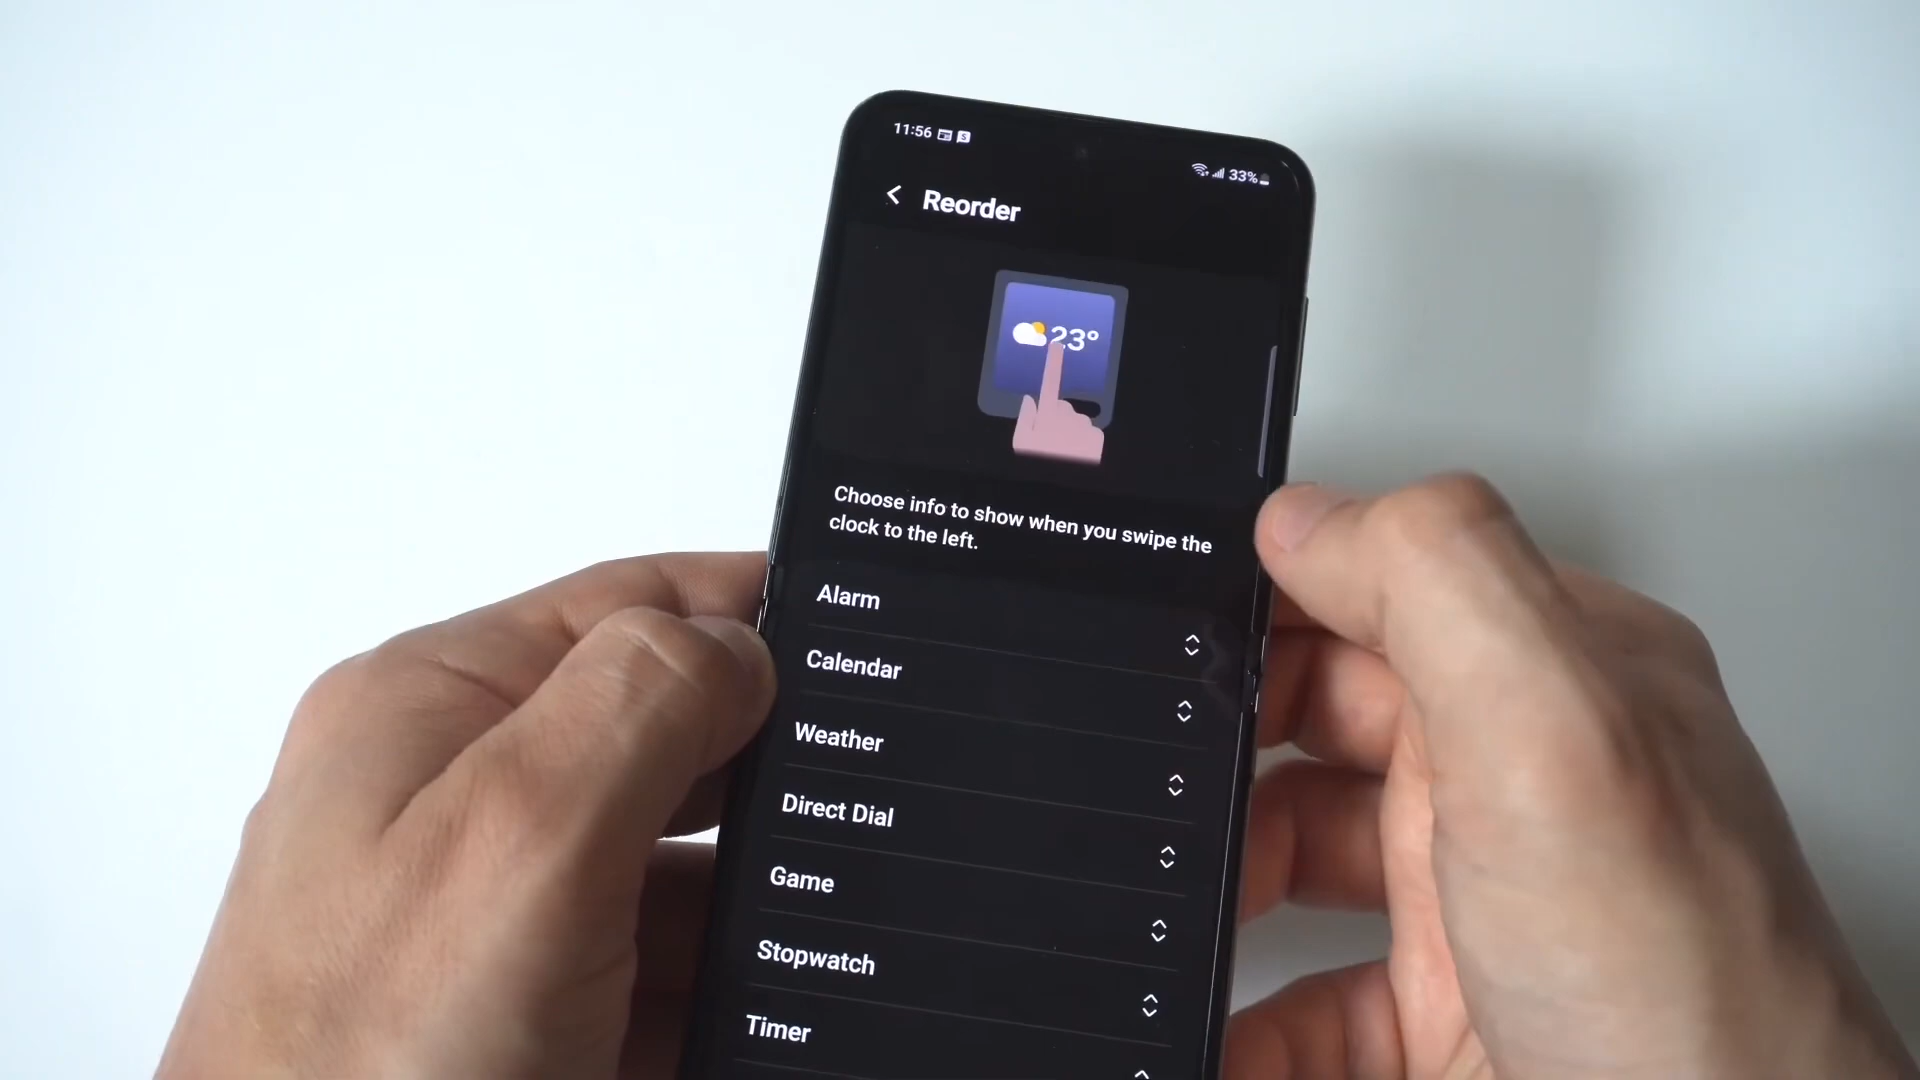 11:56
33%
Reorder
23°
Choose info to show when you swipe the
clock to the left.
Alarm
Calendar
Weather
Direct Dial
Game
Stopwatch
Timer